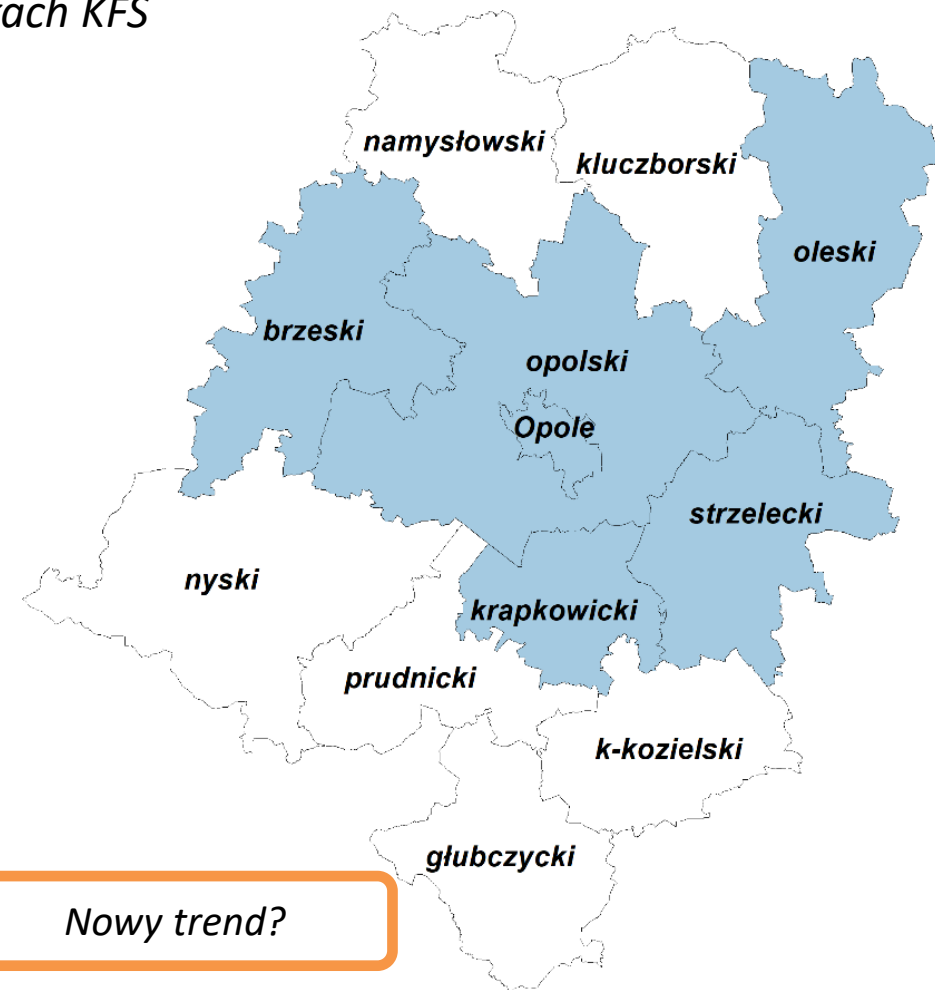 ach KFS
namysłowski
kluczborski
oleski
brzeski
opolski
Opole
strzelecki
nyski
krapkowicki
prudnicki
k-kozielski
głubczycki
Nowy trend?